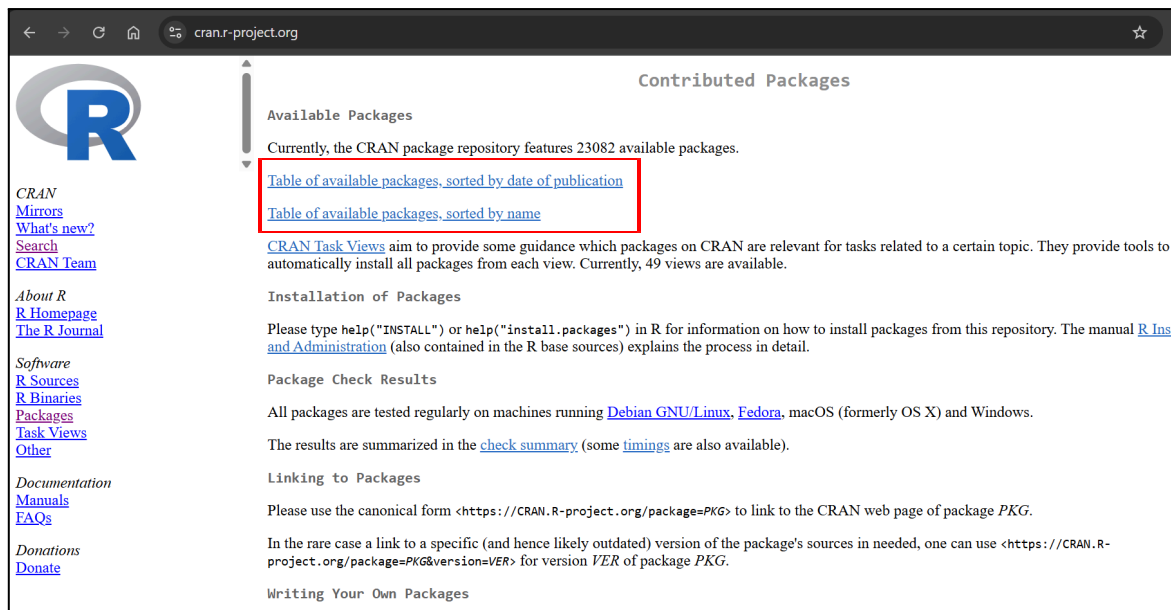 cran.r-project.org
R
CRAN
Mirrors
What's new?
Search
CRAN Team
About R
R Homepage
The R Journal
Software
R Sources
R Binaries
Packages
Task Views
Other
Documentation
Manuals
FAQs
Donations
Donate
Contributed Packages
Available Packages
Currently, the CRAN package repository features 23082 available packages.
Table of available packages, sorted by date of publication
Table of available packages, sorted by name
CRAN Task Views aim to provide some guidance which packages on CRAN are relevant for tasks related to a certain topic. They provide tools to
automatically install all packages from each view. Currently, 49 views are available.
Installation of Packages
Please type help("INSTALL") or help("install.packages") in R for information on how to install packages from this repository. The manual R Ins
and Administration (also contained in the R base sources) explains the process in detail.
Package Check Results
All packages are tested regularly on machines running Debian GNU/Linux, Fedora, macOS (formerly OS X) and Windows.
The results are summarized in the check summary (some timings are also available).
Linking to Packages
Please use the canonical form <https://CRAN.R-project.org/package=PKG> to link to the CRAN web page of package PKG.
In the rare case a link to a specific (and hence likely outdated) version of the package's sources in needed, one can use <https://CRAN.R-
project.org/package=PKG&version=VER> for version VER of package PKG.
Writing Your Own Packages